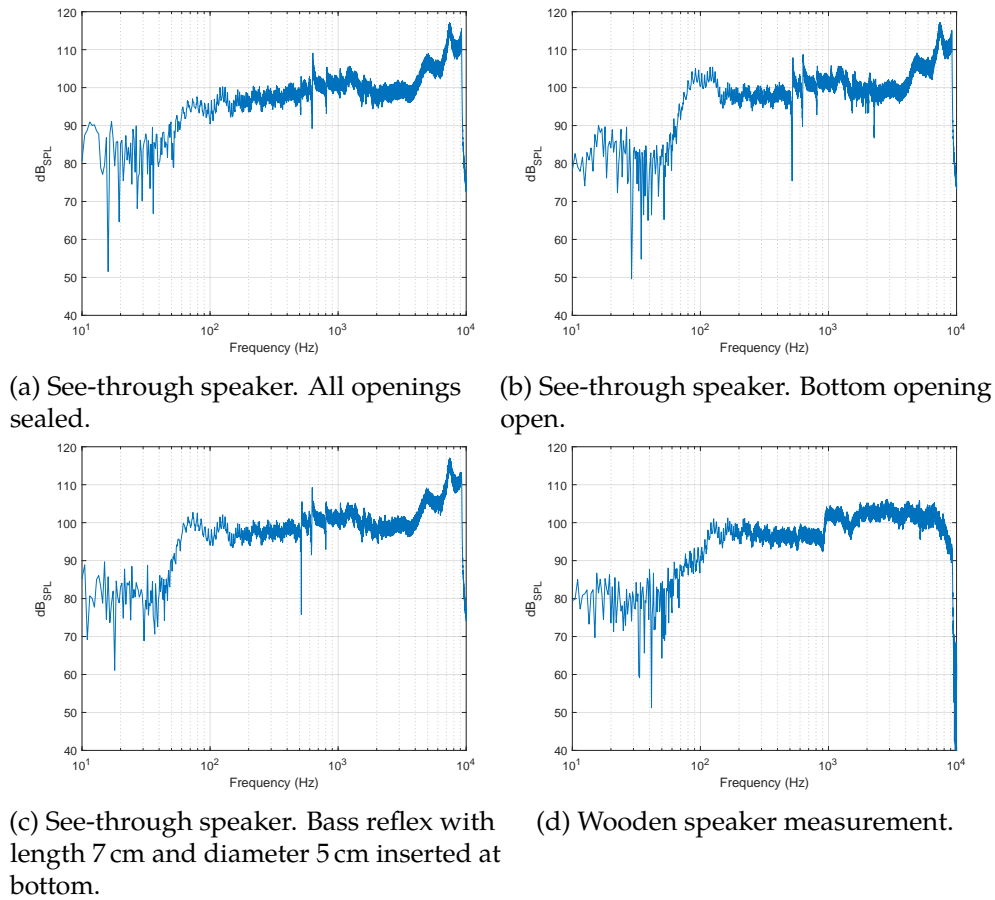 120
110
100
90
80
70
60
50
40
dB_SPL
10^1 10^2 10^3 10^4
Frequency (Hz)
(a) See-through speaker. All openings
sealed.
120
110
100
90
80
70
60
50
40
dB_SPL
10^1 10^2 10^3 10^4
Frequency (Hz)
(b) See-through speaker. Bottom opening
open.
120
110
100
90
80
70
60
50
40
dB_SPL
10^1 10^2 10^3 10^4
Frequency (Hz)
(c) See-through speaker. Bass reflex with
length 7 cm and diameter 5 cm inserted at
bottom.
120
110
100
90
80
70
60
50
40
dB_SPL
10^1 10^2 10^3 10^4
Frequency (Hz)
(d) Wooden speaker measurement.